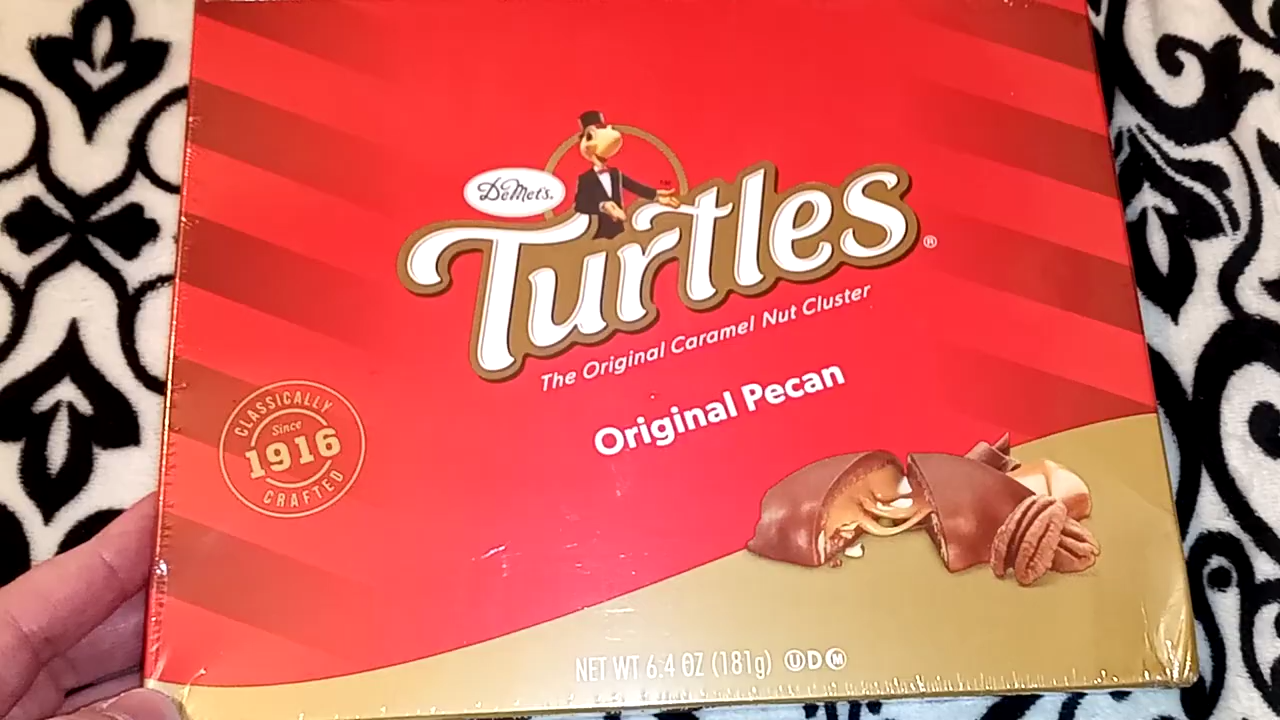 DeMet's.
TM
Turtles®
The Original Caramel Nut Cluster
Original Pecan
CLASSICALLY
Since
1916
CRAFTED
NET WT 6.4 OZ (181g) Ⓤ D Ⓜ